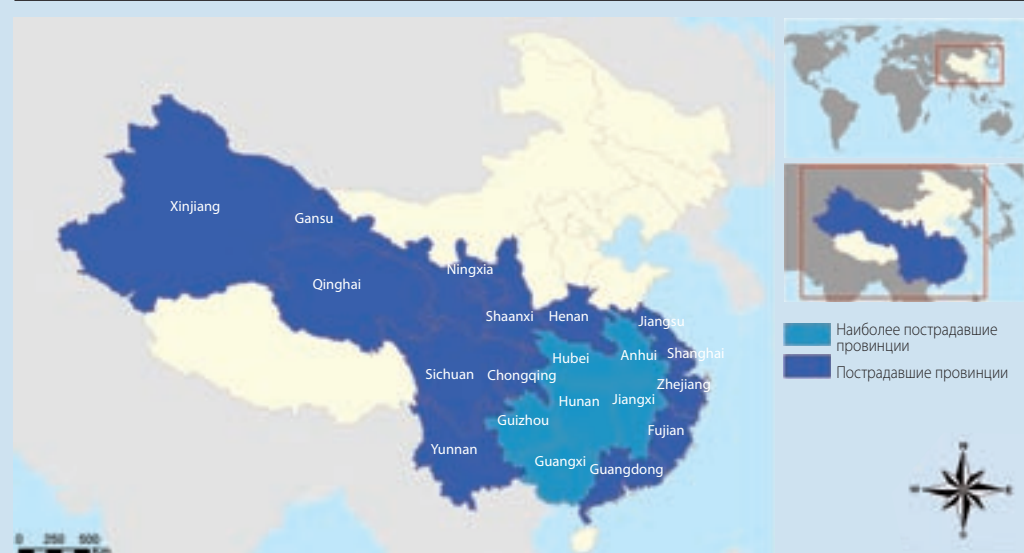 Xinjiang
Gansu
Qinghai
Ningxia
Shaanxi
Henan
Jiangsu
Hubei
Anhui
Shanghai
Sichuan
Chongqing
Zhejiang
Hunan
Jiangxi
Guizhou
Fujian
Yunnan
Guangxi
Guangdong
Наиболее пострадавшие
провинции
Пострадавшие провинции
N
W
E
S
0 250 500
Km